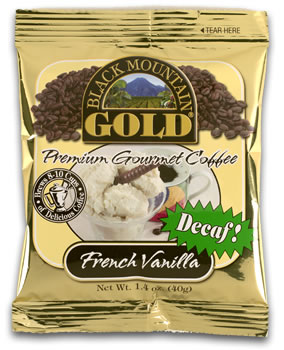 ◄TEAR HERE
BLACK MOUNTAIN
GOLD®
Premium Gourmet Coffee
Brews 8-10 Cups
of Delicious Coffee
Decaf!
French Vanilla
Net Wt. 1.4 oz. (40g)